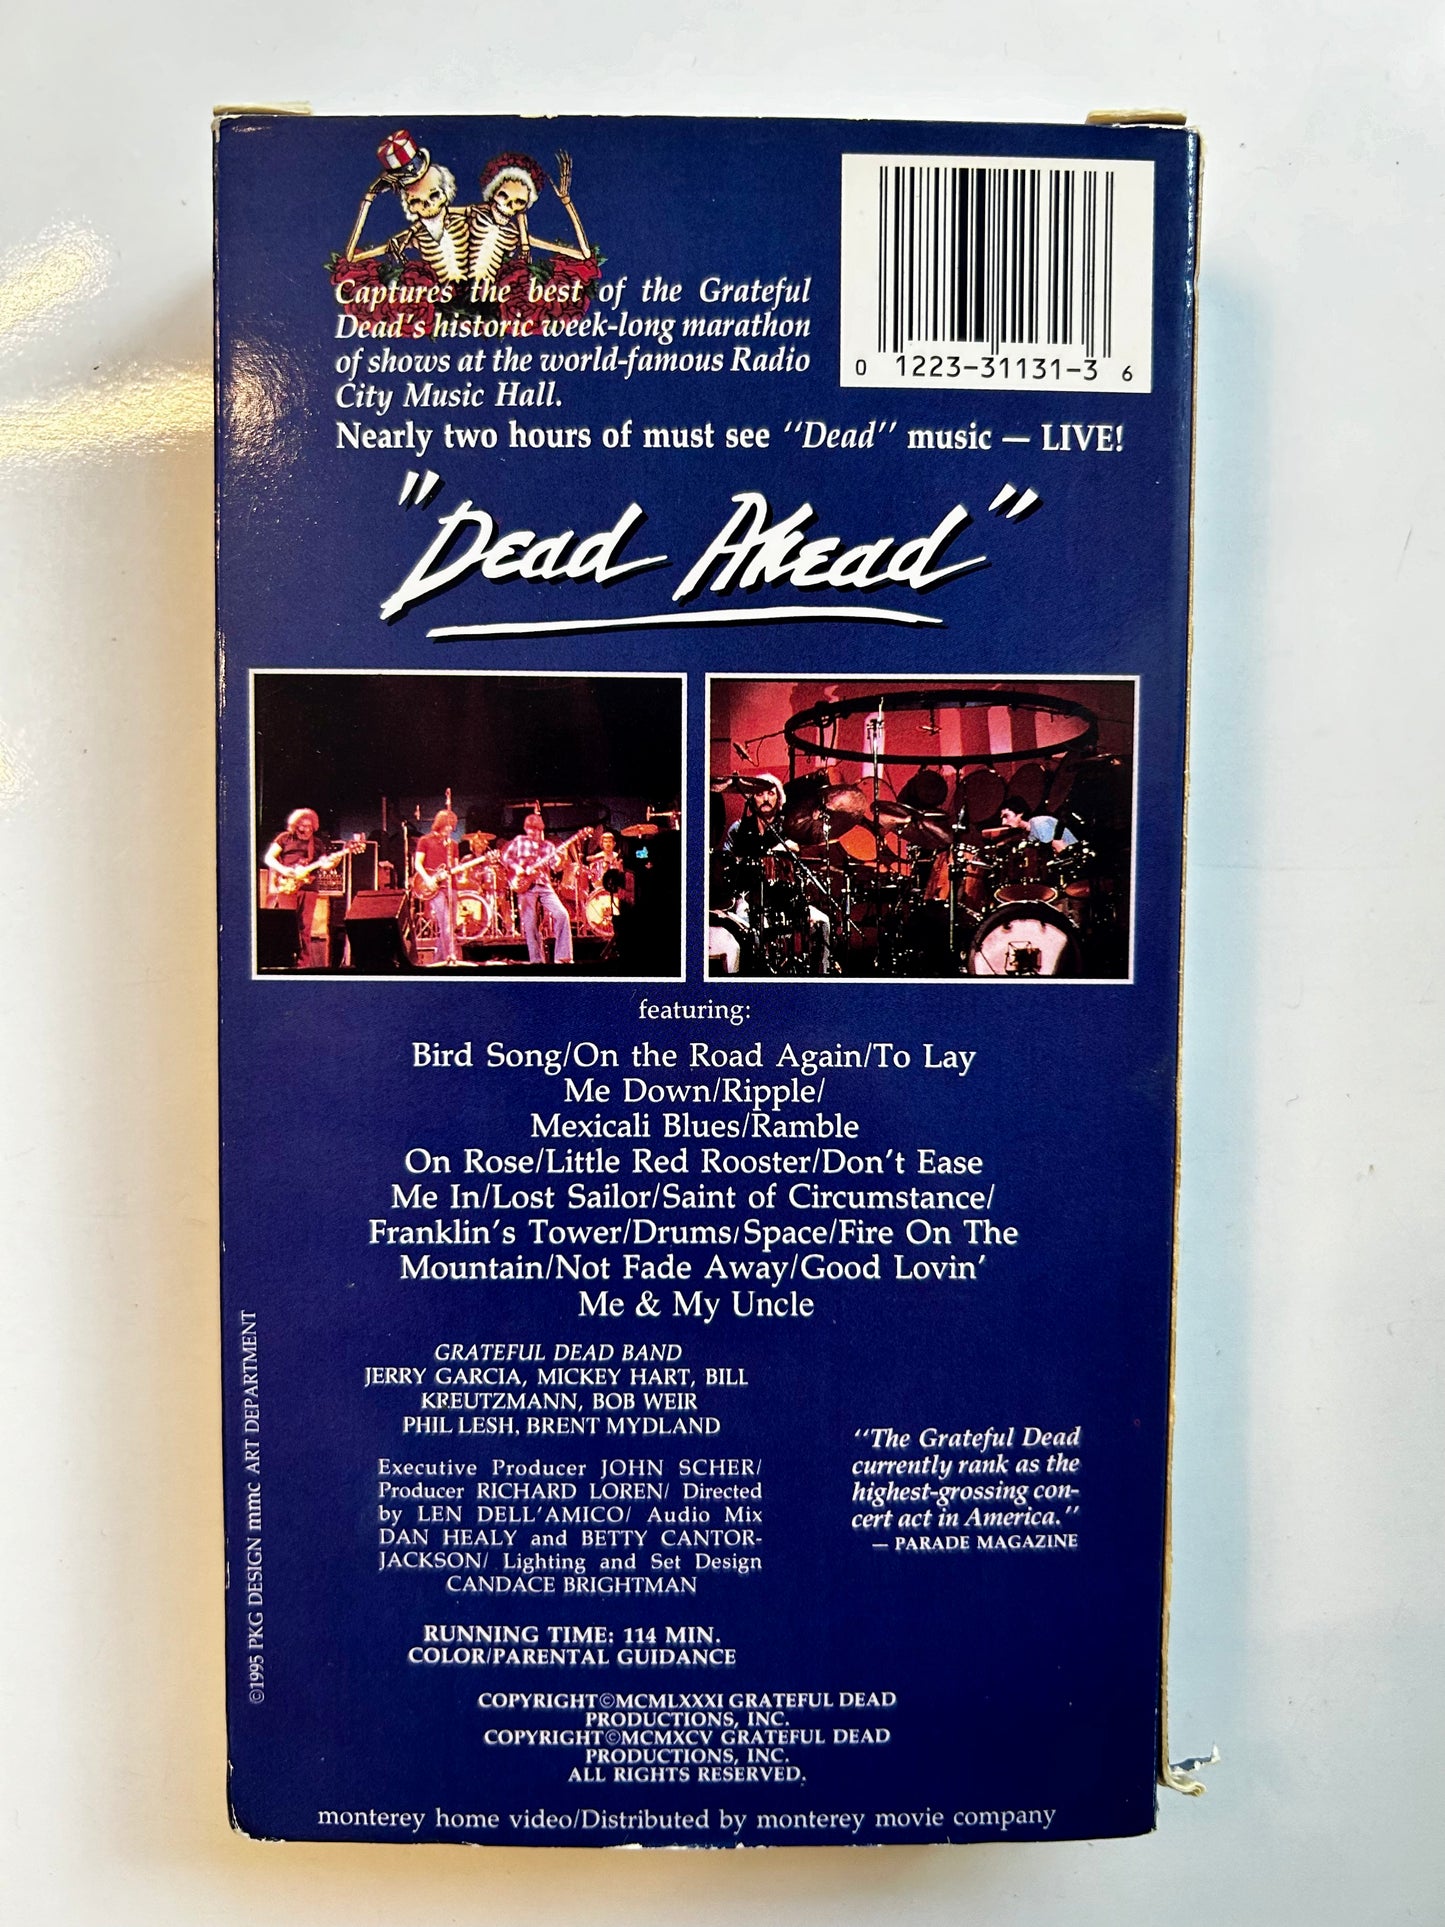 Captures the best of the Grateful
Dead's historic week-long marathon
of shows at the world-famous Radio
City Music Hall.
0 1223-31131-3 6
Nearly two hours of must see "Dead" music — LIVE!
"Dead Ahead"
featuring:
Bird Song/On the Road Again/To Lay
Me Down/Ripple/
Mexicali Blues/Ramble
On Rose/Little Red Rooster/Don't Ease
Me In/Lost Sailor/Saint of Circumstance/
Franklin's Tower/Drums/Space/Fire On The
Mountain/Not Fade Away/Good Lovin'
Me & My Uncle
GRATEFUL DEAD BAND
JERRY GARCIA, MICKEY HART, BILL
KREUTZMANN, BOB WEIR
PHIL LESH, BRENT MYDLAND
Executive Producer JOHN SCHER/
Producer RICHARD LOREN/ Directed
by LEN DELL'AMICO/ Audio Mix
DAN HEALY and BETTY CANTOR-
JACKSON/ Lighting and Set Design
CANDACE BRIGHTMAN
"The Grateful Dead
currently rank as the
highest-grossing con-
cert act in America."
— PARADE MAGAZINE
RUNNING TIME: 114 MIN.
COLOR/PARENTAL GUIDANCE
COPYRIGHT©MCMLXXXI GRATEFUL DEAD
PRODUCTIONS, INC.
COPYRIGHT©MCMXCV GRATEFUL DEAD
PRODUCTIONS, INC.
ALL RIGHTS RESERVED.
©1995 PKG DESIGN mmc ART DEPARTMENT
monterey home video/Distributed by monterey movie company